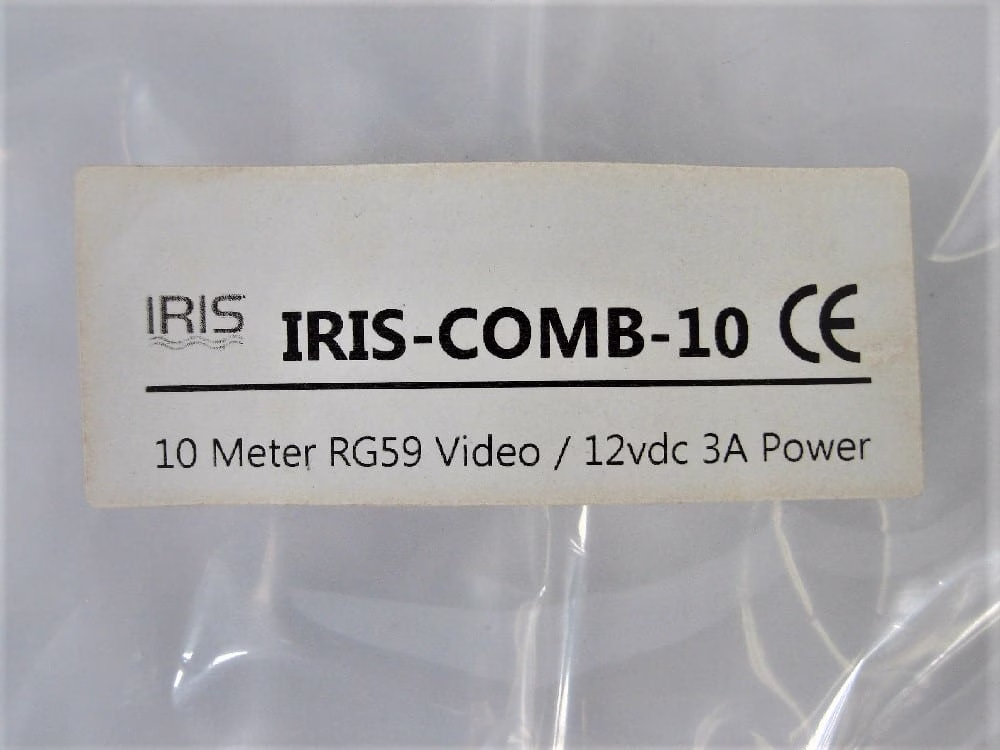 IRIS IRIS-COMB-10 CE
10 Meter RG59 Video / 12vdc 3A Power